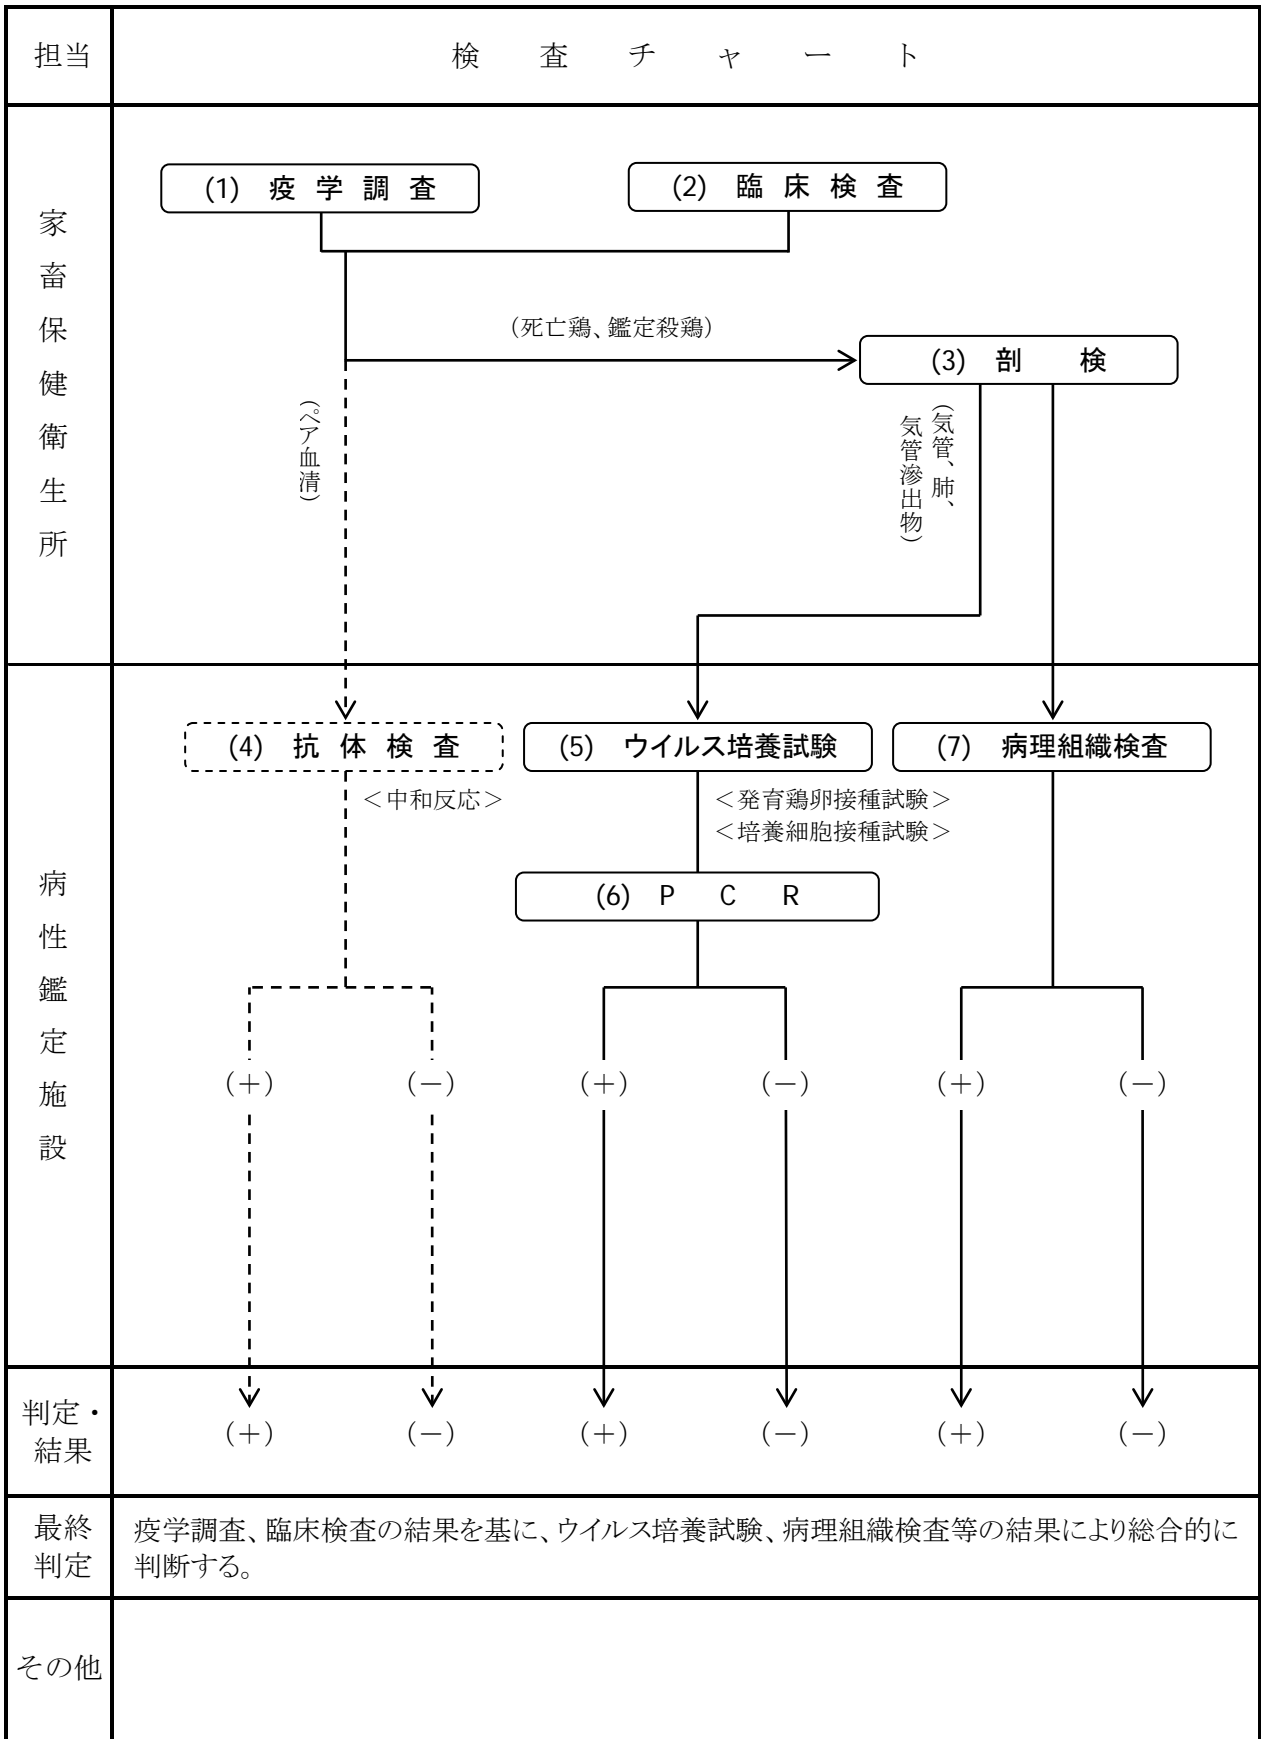 担当
検査チャート
家畜保健衛生所
(1) 疫学調査
(2) 臨床検査
（死亡鶏、鑑定殺鶏）
(3) 剖検
（ペア血清）
（気管、肺、
気管滲出物）
病性鑑定施設
(4) 抗体検査
(5) ウイルス培養試験
(7) 病理組織検査
＜中和反応＞
＜発育鶏卵接種試験＞
＜培養細胞接種試験＞
(6) PCR
（＋） （－） （＋） （－） （＋） （－）
判定・
結果
（＋） （－） （＋） （－） （＋） （－）
最終
判定
疫学調査、臨床検査の結果を基に、ウイルス培養試験、病理組織検査等の結果により総合的に
判断する。
その他